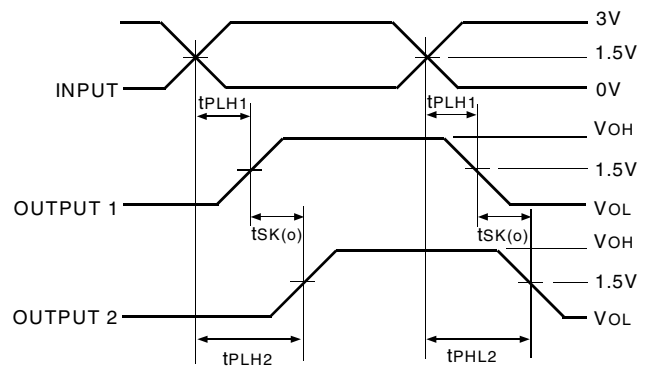 3V
1.5V
INPUT
0V
tPLH1
tPLH1
VOH
1.5V
OUTPUT 1
VOL
tSK(o)
tSK(o)
VOH
1.5V
OUTPUT 2
VOL
tPLH2
tPHL2